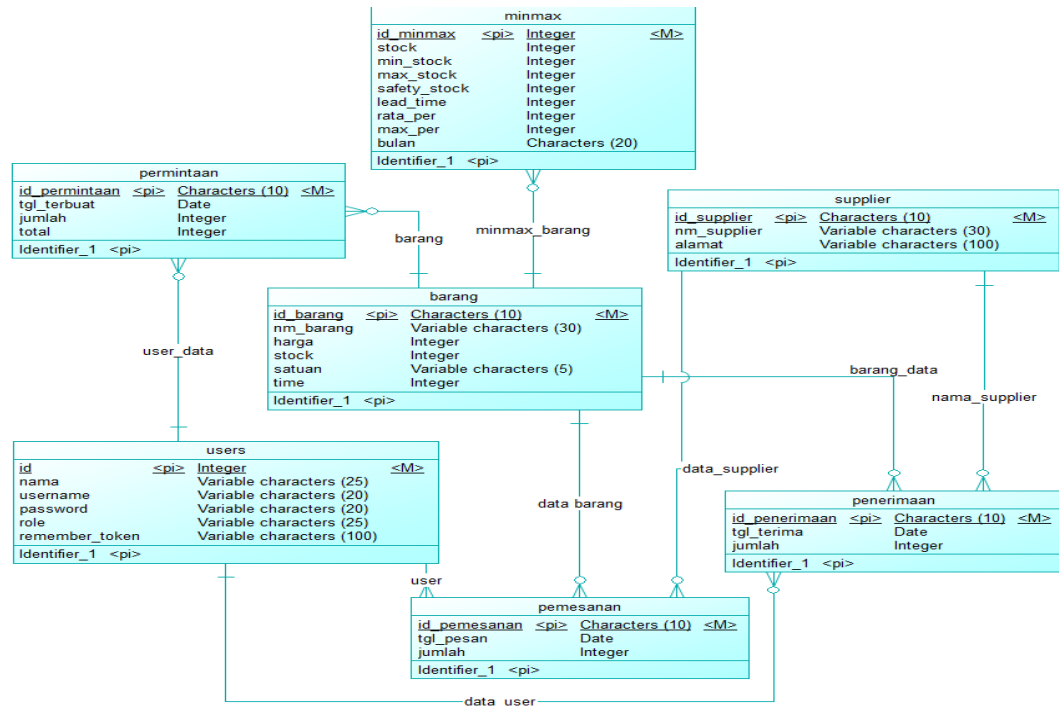 minmax
id_minmax <pi> Integer <M>
stock Integer
min_stock Integer
max_stock Integer
safety_stock Integer
lead_time Integer
rata_per Integer
max_per Integer
bulan Characters (20)
Identifier_1 <pi>
permintaan
id_permintaan <pi> Characters (10) <M>
tgl_terbuat Date
jumlah Integer
total Integer
Identifier_1 <pi>
supplier
id_supplier <pi> Characters (10) <M>
nm_supplier Variable characters (30)
alamat Variable characters (100)
Identifier_1 <pi>
barang
minmax_barang
barang
id_barang <pi> Characters (10) <M>
nm_barang Variable characters (30)
harga Integer
stock Integer
satuan Variable characters (5)
time Integer
Identifier_1 <pi>
user_data
barang_data
nama_supplier
users
id <pi> Integer <M>
nama Variable characters (25)
username Variable characters (20)
password Variable characters (20)
role Variable characters (25)
remember_token Variable characters (100)
Identifier_1 <pi>
data_supplier
data barang
penerimaan
id_penerimaan <pi> Characters (10) <M>
tgl_terima Date
jumlah Integer
Identifier_1 <pi>
user
pemesanan
id_pemesanan <pi> Characters (10) <M>
tgl_pesan Date
jumlah Integer
Identifier_1 <pi>
data_user